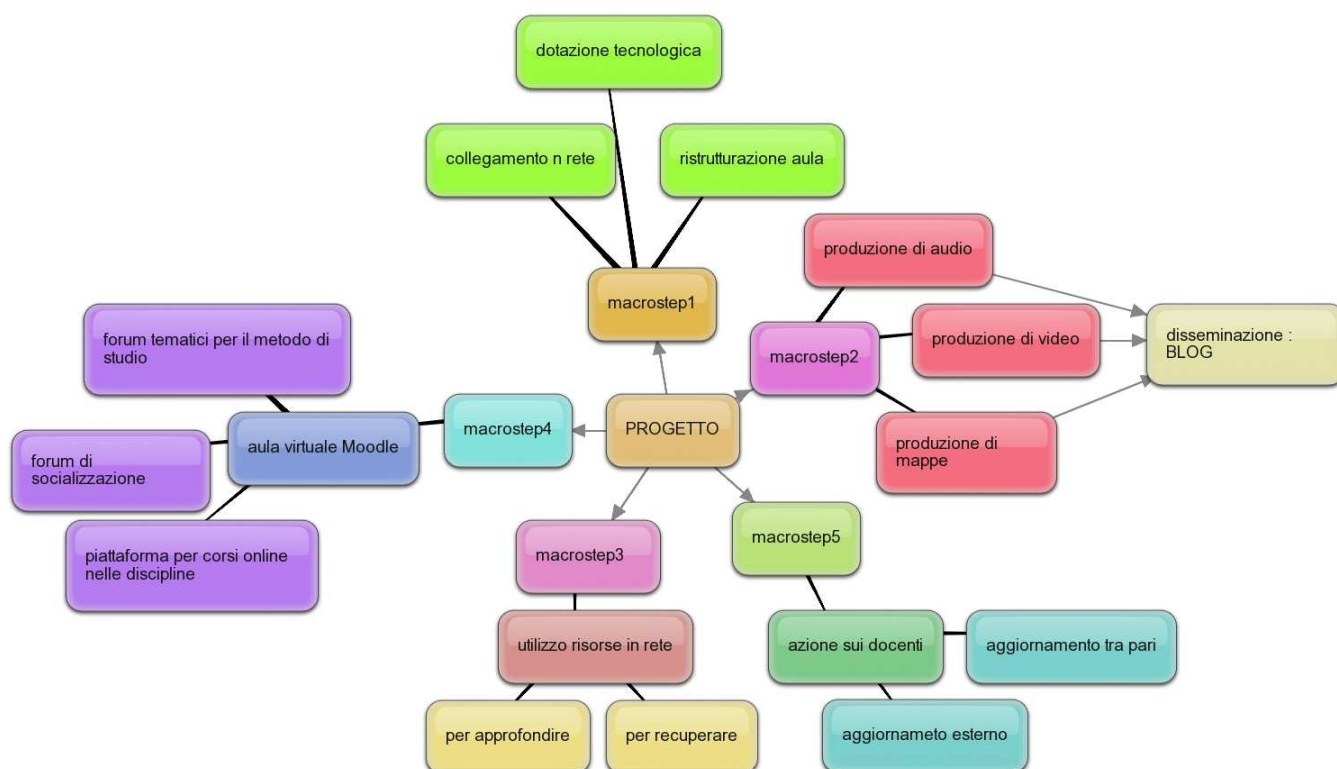 dotazione tecnologica
collegamento n rete
ristrutturazione aula
macrostep1
produzione di audio
produzione di video
produzione di
mappe
macrostep2
disseminazione :
BLOG
PROGETTO
macrostep4
aula virtuale Moodle
forum tematici per il metodo di
studio
forum di
socializzazione
piattaforma per corsi online
nelle discipline
macrostep3
utilizzo risorse in rete
per approfondire
per recuperare
macrostep5
azione sui docenti
aggiornamento tra pari
aggiornameto esterno